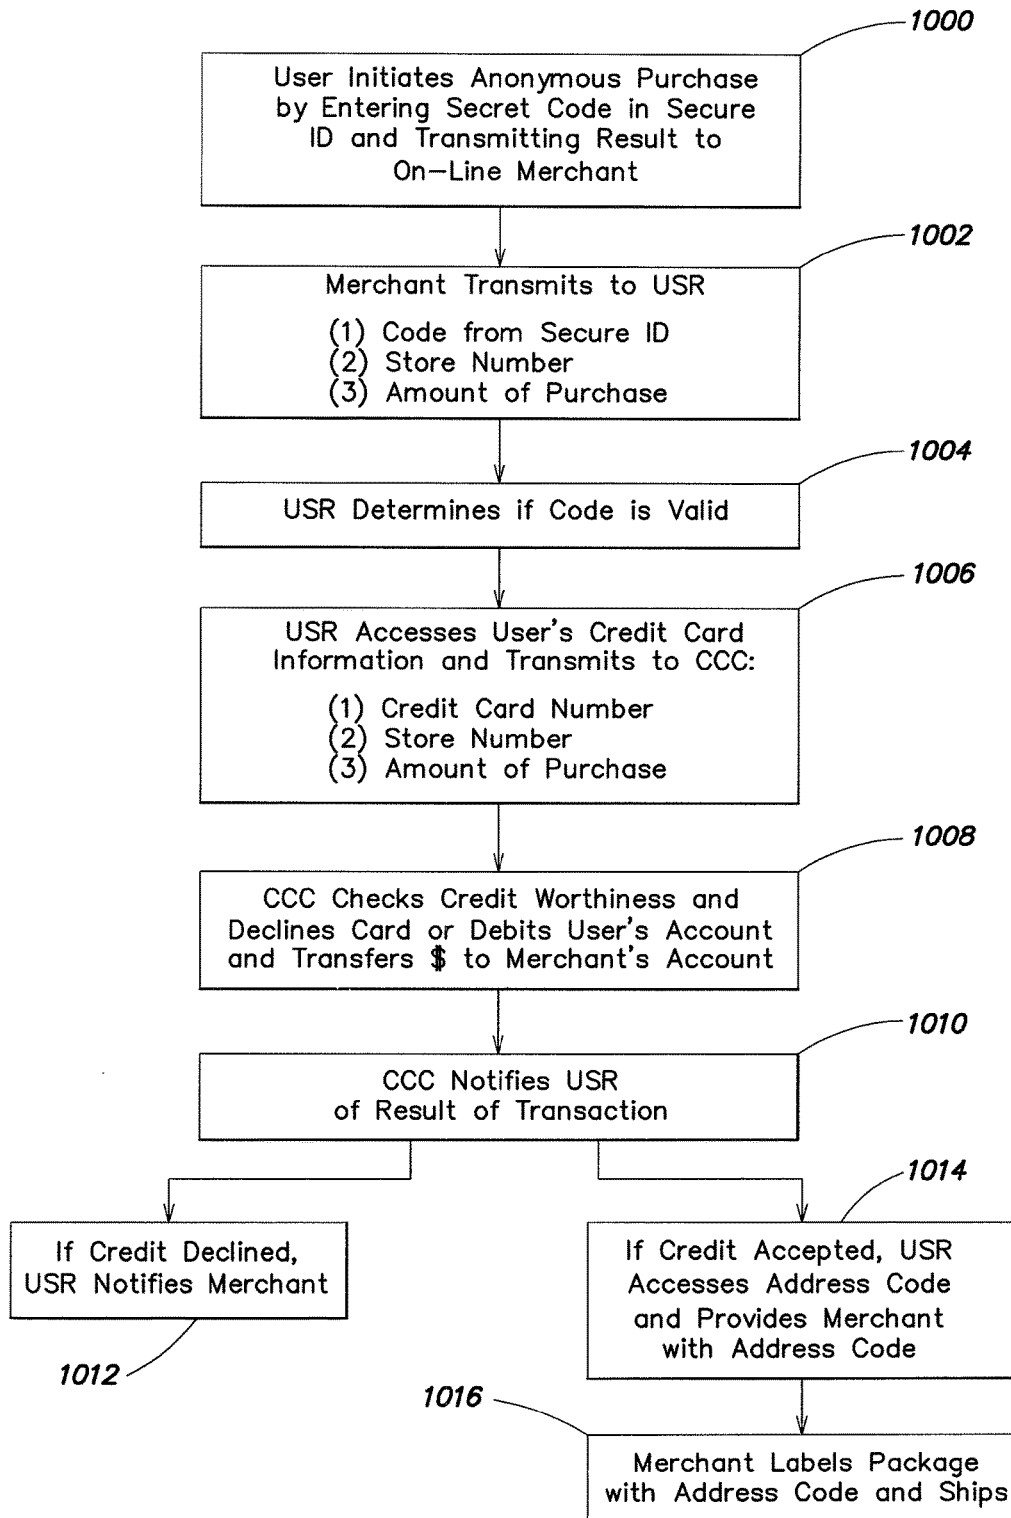 1000
User Initiates Anonymous Purchase
by Entering Secret Code in Secure
ID and Transmitting Result to
On-Line Merchant
1002
Merchant Transmits to USR
(1) Code from Secure ID
(2) Store Number
(3) Amount of Purchase
1004
USR Determines if Code is Valid
1006
USR Accesses User's Credit Card
Information and Transmits to CCC:
(1) Credit Card Number
(2) Store Number
(3) Amount of Purchase
1008
CCC Checks Credit Worthiness and
Declines Card or Debits User's Account
and Transfers $ to Merchant's Account
1010
CCC Notifies USR
of Result of Transaction
If Credit Declined,
USR Notifies Merchant
1012
1014
If Credit Accepted, USR
Accesses Address Code
and Provides Merchant
with Address Code
1016
Merchant Labels Package
with Address Code and Ships